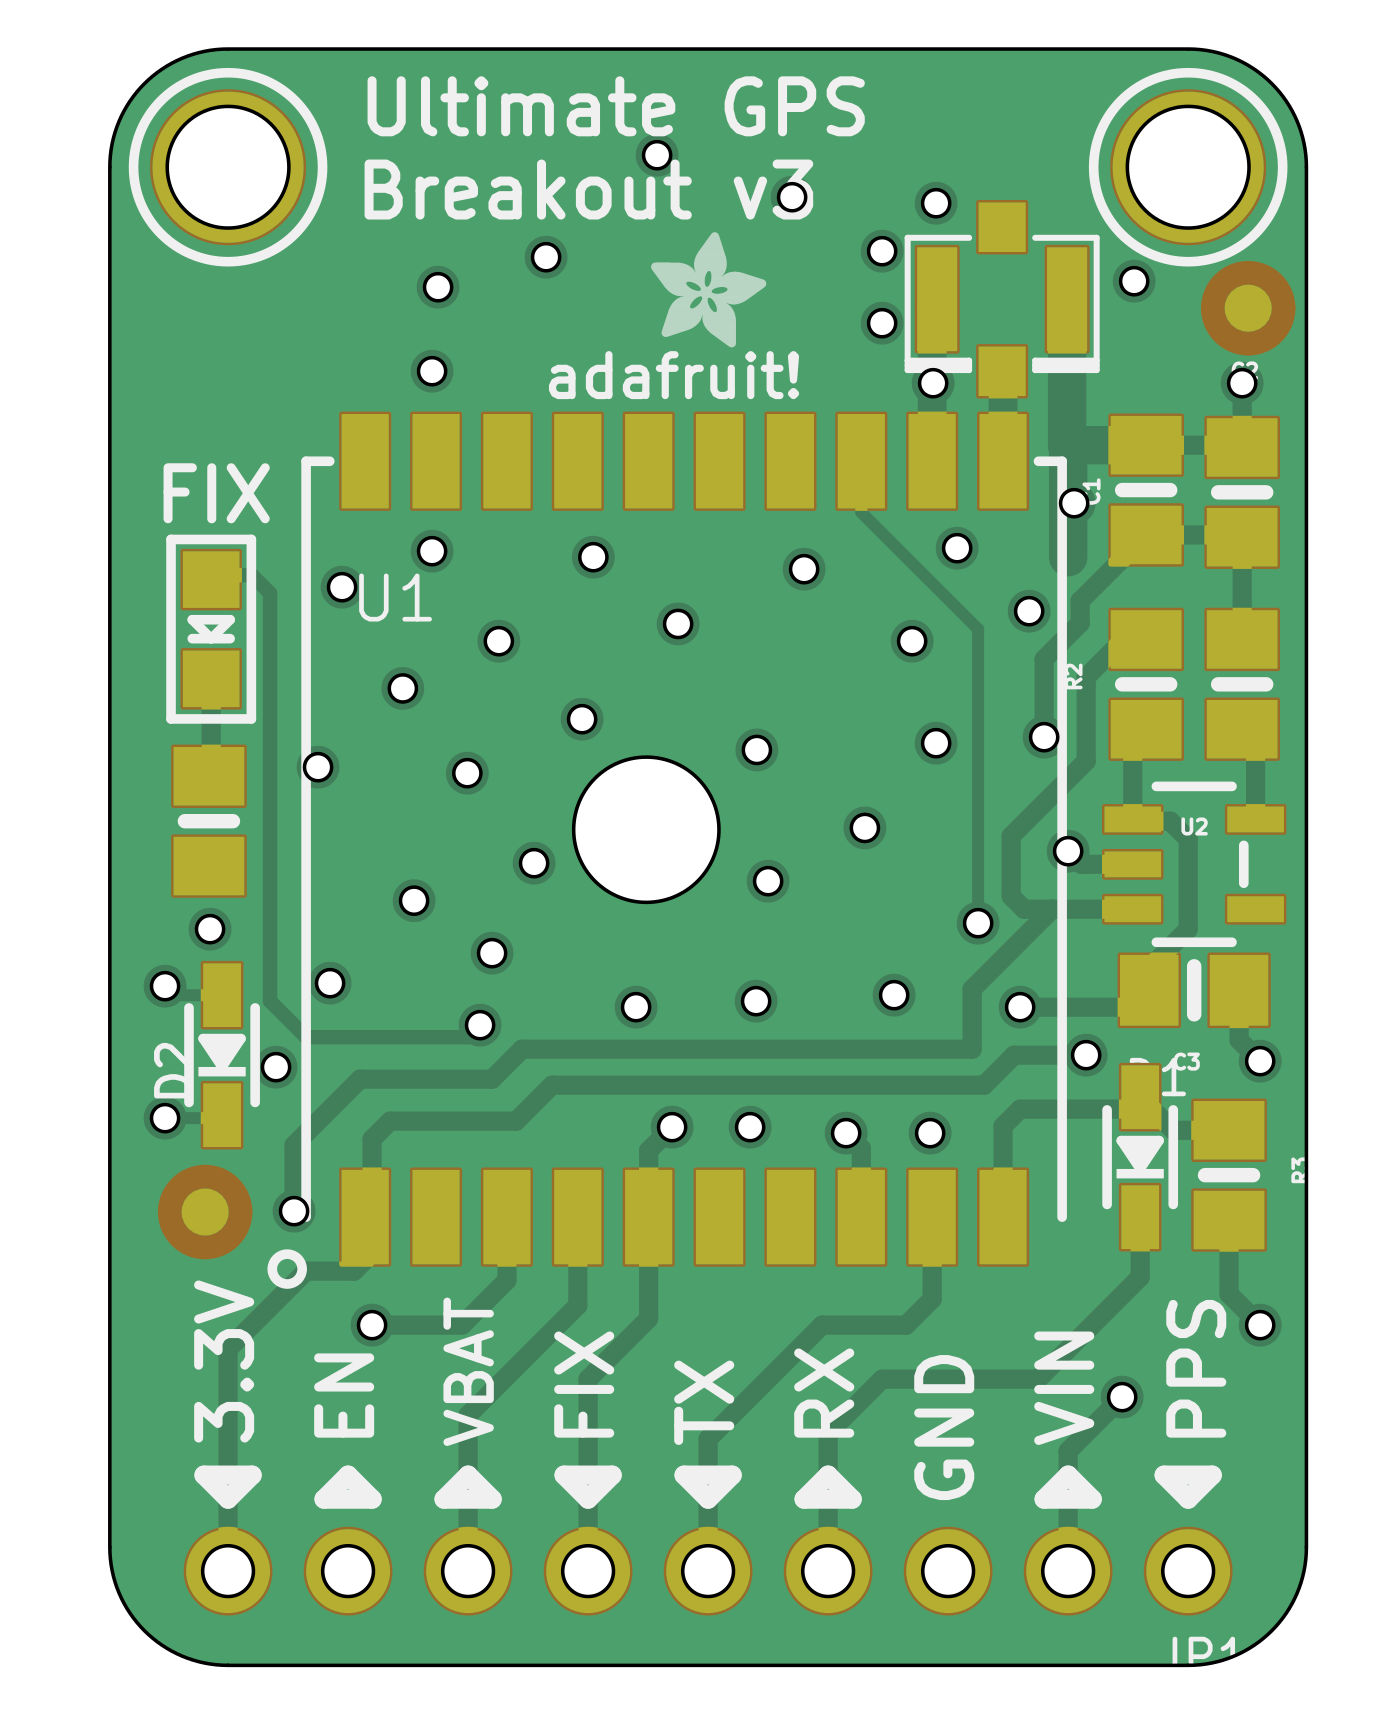 Ultimate GPS
Breakout v3
adafruit!
FIX
C1
U1
R2
U2
D2
C3
R3
3.3V
EN
VBAT
FIX
TX
RX
GND
VIN
PPS